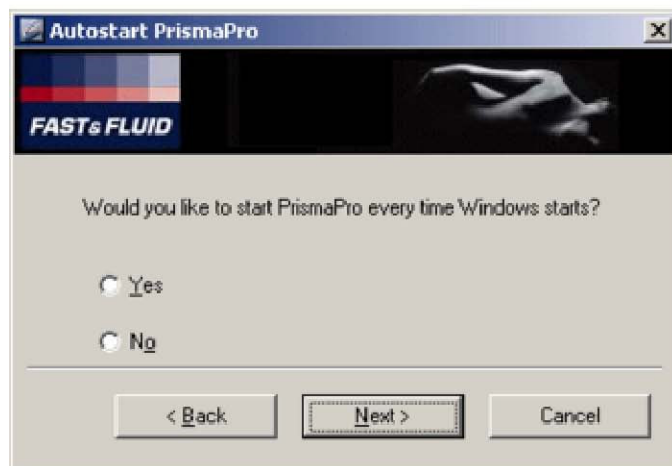 Autostart PrismaPro
FAST & FLUID
Would you like to start PrismaPro every time Windows starts?
Yes
No
< Back
Next >
Cancel